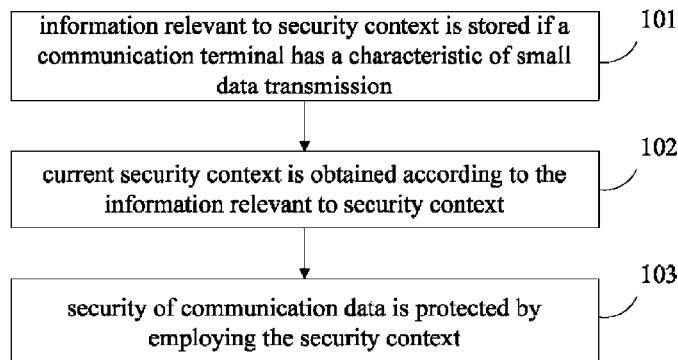 information relevant to security context is stored if a
communication terminal has a characteristic of small
data transmission
101
current security context is obtained according to the
information relevant to security context
102
security of communication data is protected by
employing the security context
103